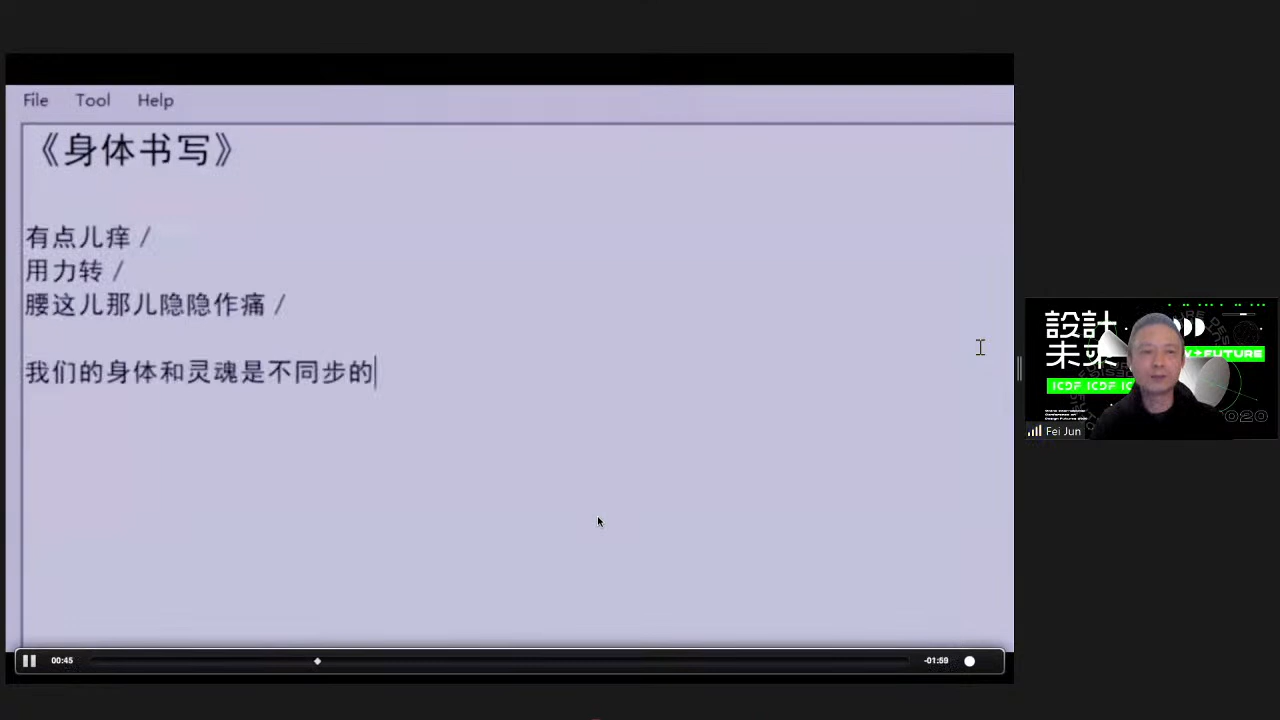 File Tool Help
《身体书写》
有点儿痒 /
用力转 /
腰这儿那儿隐隐作痛 /
我们的身体和灵魂是不同步的
00:45
-01:59
設計
未来
+FUTURE
ICDF ICDF
Fei Jun